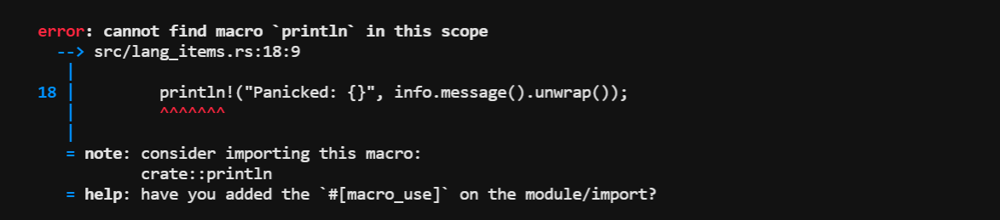 error: cannot find macro `println` in this scope
  --> src/lang_items.rs:18:9
   |
18 |         println!("Panicked: {}", info.message().unwrap());
   |         ^^^^^^^
   |
   = note: consider importing this macro:
           crate::println
   = help: have you added the `#[macro_use]` on the module/import?